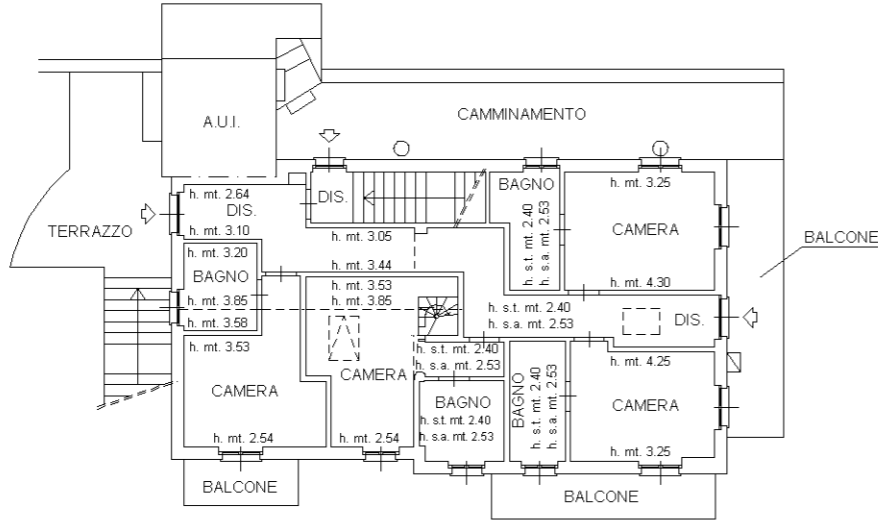 A.U.I.
CAMMINAMENTO
h. mt. 2.64
DIS.
h. mt. 3.10
DIS.
BAGNO
h. s.t. mt. 2.40
h. s.a. mt. 2.53
h. mt. 3.25
CAMERA
h. mt. 4.30
TERRAZZO
BALCONE
h. mt. 3.05
h. mt. 3.44
h. mt. 3.20
BAGNO
h. mt. 3.85
h. mt. 3.58
h. mt. 3.53
h. mt. 3.85
h. s.t. mt. 2.40
h. s.a. mt. 2.53
DIS.
h. mt. 3.53
CAMERA
h. mt. 2.54
CAMERA
h. mt. 2.54
h. s.t. mt. 2.40
h. s.a. mt. 2.53
BAGNO
h. s.t. mt. 2.40
h. s.a. mt. 2.53
BAGNO
h. s.t. mt. 2.40
h. s.a. mt. 2.53
h. mt. 4.25
CAMERA
h. mt. 3.25
BALCONE
BALCONE